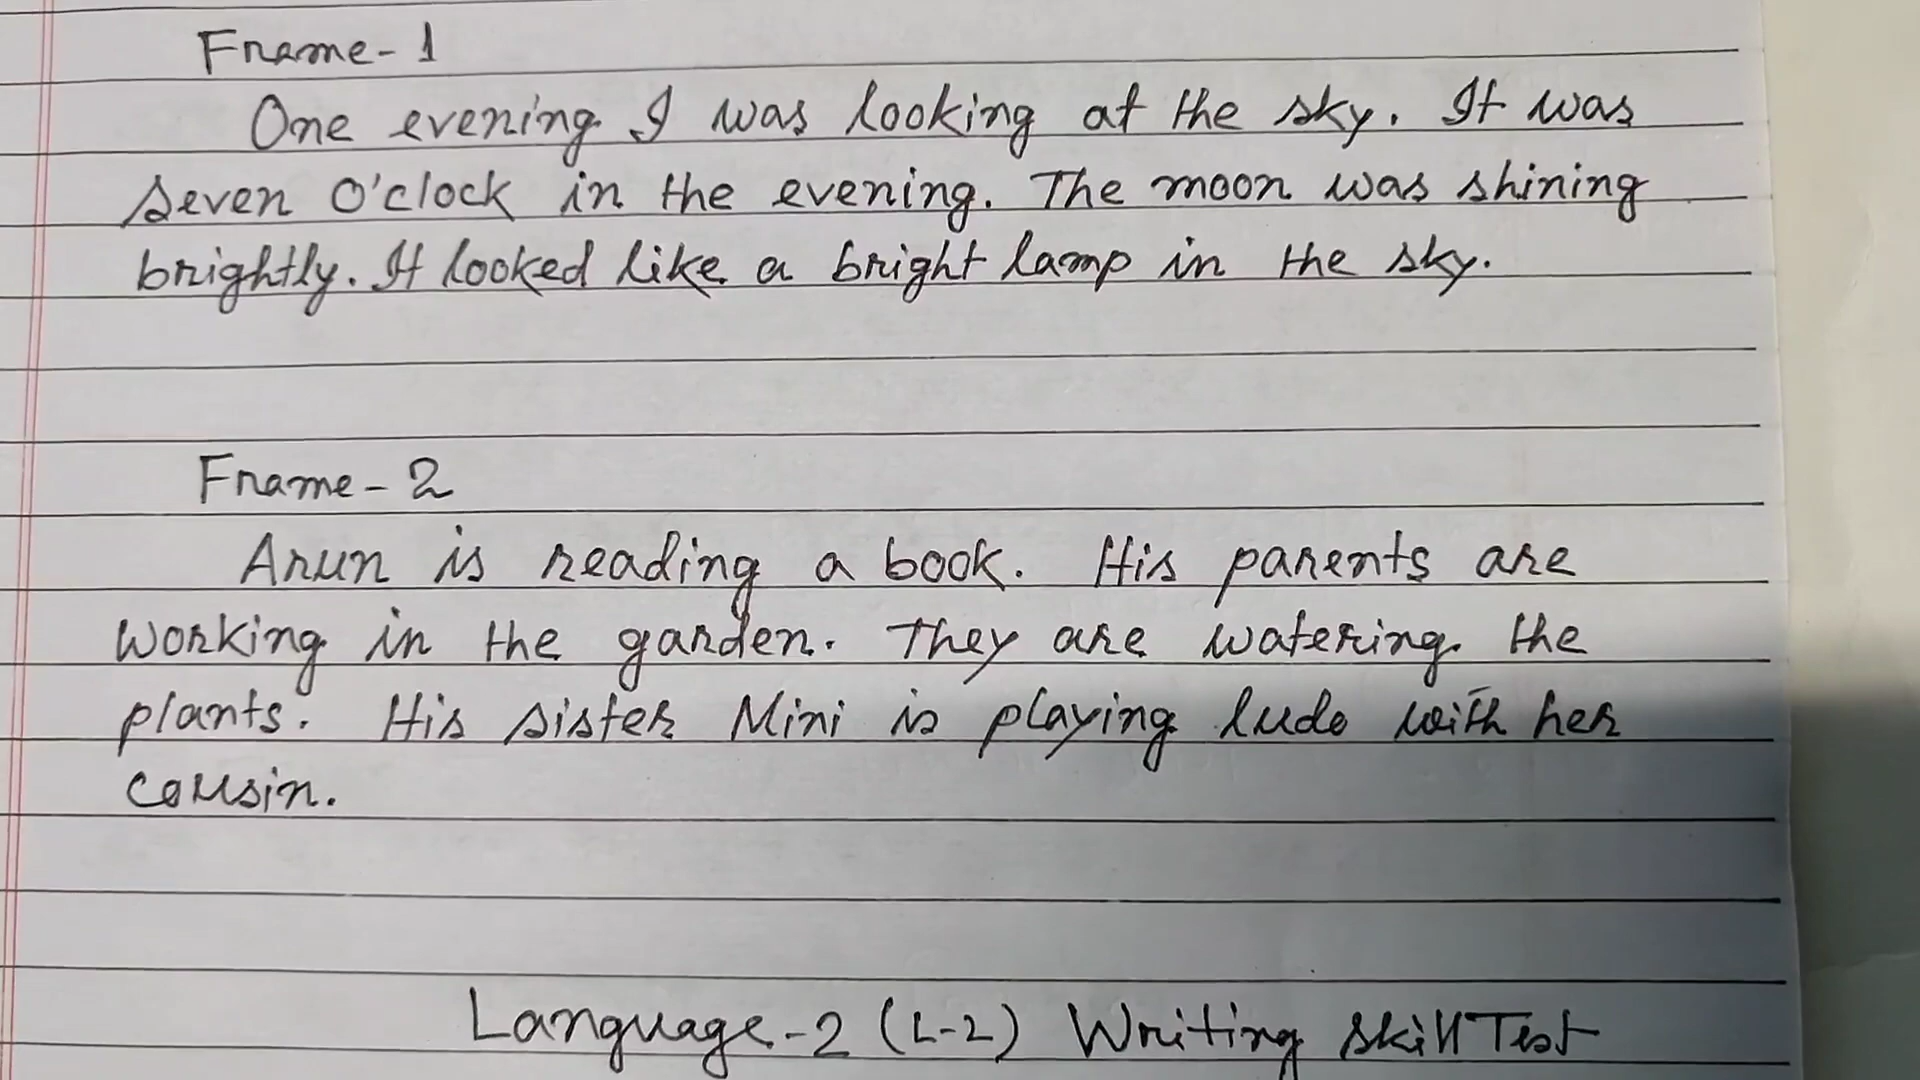 Frame-1
One evening I was looking at the sky. It was
seven O'clock in the evening. The moon was shining
brightly. It looked like a bright lamp in the sky.
Frame-2
Arun is reading a book. His parents are
working in the garden. They are watering the
plants. His sister Mini is playing ludo with her
cousin.
Language-2 (L-2) Writing skill Test